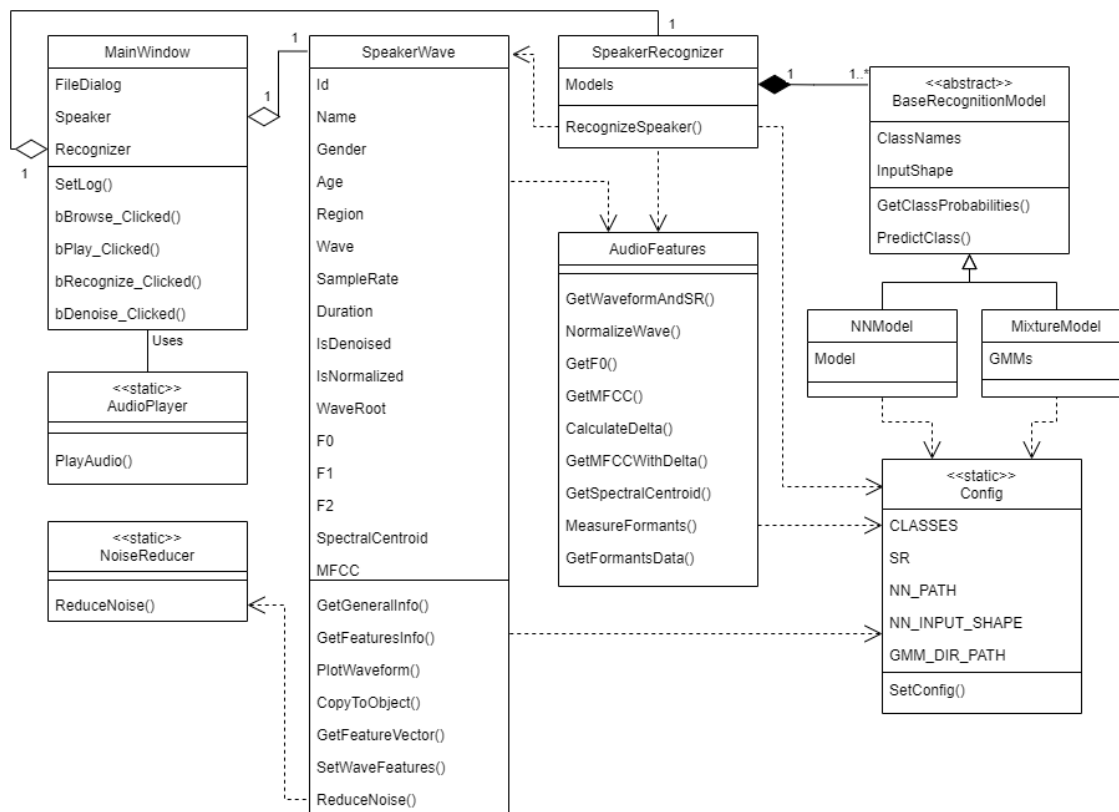 MainWindow
FileDialog
Speaker
Recognizer
SetLog()
bBrowse_Clicked()
bPlay_Clicked()
bRecognize_Clicked()
bDenoise_Clicked()
1
1
1
1
Uses
<<static>>
AudioPlayer
PlayAudio()
<<static>>
NoiseReducer
ReduceNoise()
SpeakerWave
Id
Name
Gender
Age
Region
Wave
SampleRate
Duration
IsDenoised
IsNormalized
WaveRoot
F0
F1
F2
SpectralCentroid
MFCC
GetGeneralInfo()
GetFeaturesInfo()
PlotWaveform()
CopyToObject()
GetFeatureVector()
SetWaveFeatures()
ReduceNoise()
SpeakerRecognizer
Models
RecognizeSpeaker()
1
1..*
AudioFeatures
GetWaveformAndSR()
NormalizeWave()
GetF0()
GetMFCC()
CalculateDelta()
GetMFCCWithDelta()
GetSpectralCentroid()
MeasureFormants()
GetFormantsData()
<<abstract>>
BaseRecognitionModel
ClassNames
InputShape
GetClassProbabilities()
PredictClass()
NNModel
Model
MixtureModel
GMMs
<<static>>
Config
CLASSES
SR
NN_PATH
NN_INPUT_SHAPE
GMM_DIR_PATH
SetConfig()